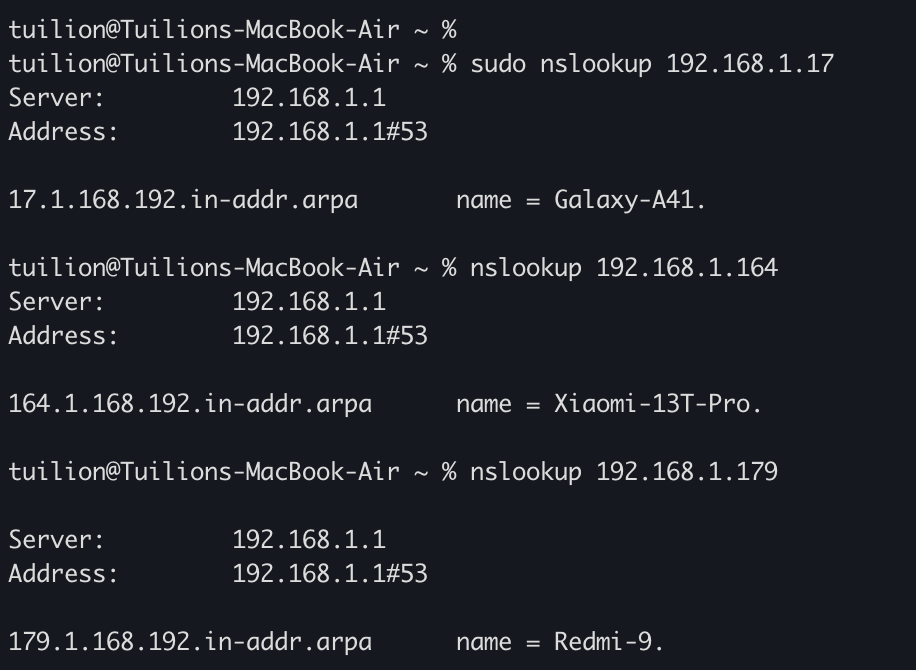 tuilion@Tuilions-MacBook-Air ~ %
tuilion@Tuilions-MacBook-Air ~ % sudo nslookup 192.168.1.17
Server: 192.168.1.1
Address: 192.168.1.1#53
17.1.168.192.in-addr.arpa name = Galaxy-A41.
tuilion@Tuilions-MacBook-Air ~ % nslookup 192.168.1.164
Server: 192.168.1.1
Address: 192.168.1.1#53
164.1.168.192.in-addr.arpa name = Xiaomi-13T-Pro.
tuilion@Tuilions-MacBook-Air ~ % nslookup 192.168.1.179
Server: 192.168.1.1
Address: 192.168.1.1#53
179.1.168.192.in-addr.arpa name = Redmi-9.